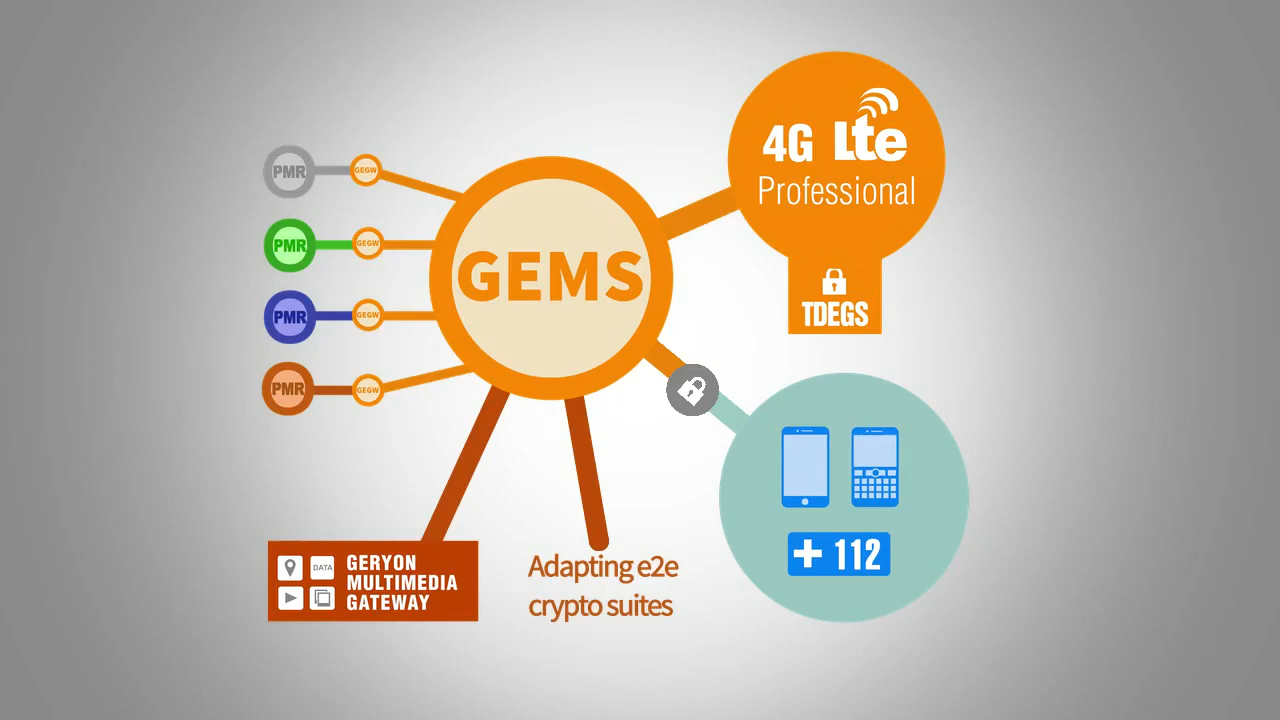 4G Lte
Professional
TDEGS
PMR
GEGW
PMR
GEGW
PMR
GEGW
PMR
GEGW
GEMS
GERYON
MULTIMEDIA
GATEWAY
DATA
Adapting e2e
crypto suites
+ 112